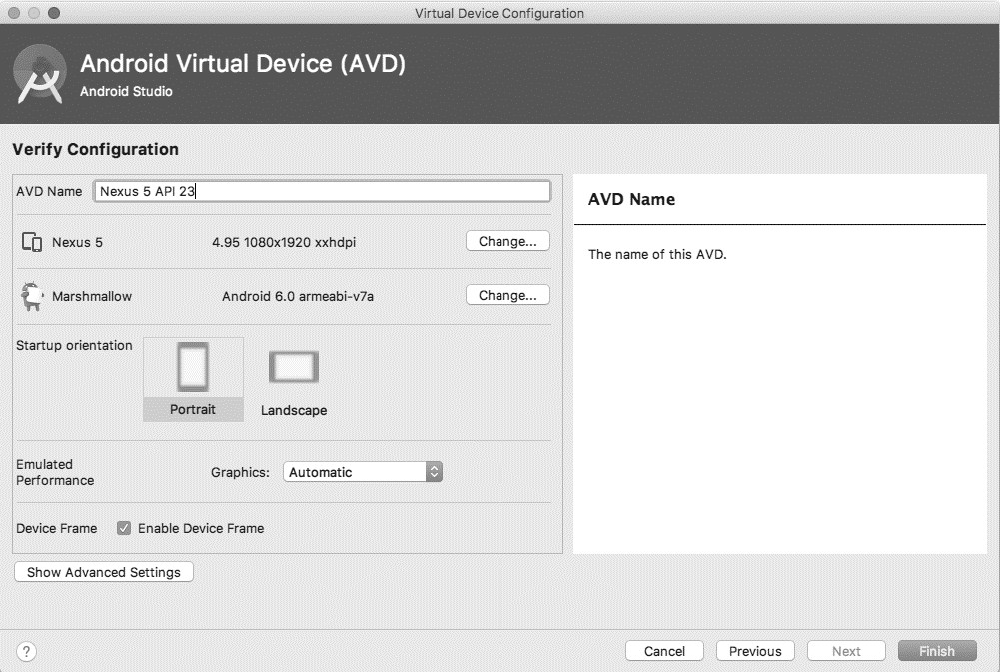 Virtual Device Configuration
Android Virtual Device (AVD)
Android Studio
Verify Configuration
AVD Name Nexus 5 API 23
Nexus 5 4.95 1080x1920 xxhdpi Change...
Marshmallow Android 6.0 armeabi-v7a Change...
Startup orientation
Portrait Landscape
Emulated
Performance
Graphics: Automatic
Device Frame Enable Device Frame
Show Advanced Settings
AVD Name
The name of this AVD.
? Cancel Previous Next Finish